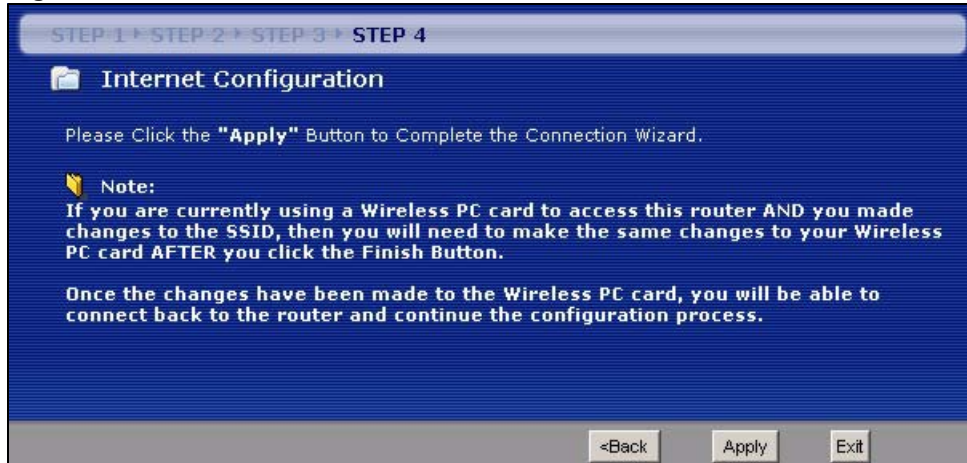 STEP 1 ▸ STEP 2 ▸ STEP 3 ▸ STEP 4
Internet Configuration
Please Click the "Apply" Button to Complete the Connection Wizard.
Note:
If you are currently using a Wireless PC card to access this router AND you made
changes to the SSID, then you will need to make the same changes to your Wireless
PC card AFTER you click the Finish Button.
Once the changes have been made to the Wireless PC card, you will be able to
connect back to the router and continue the configuration process.
<Back Apply Exit